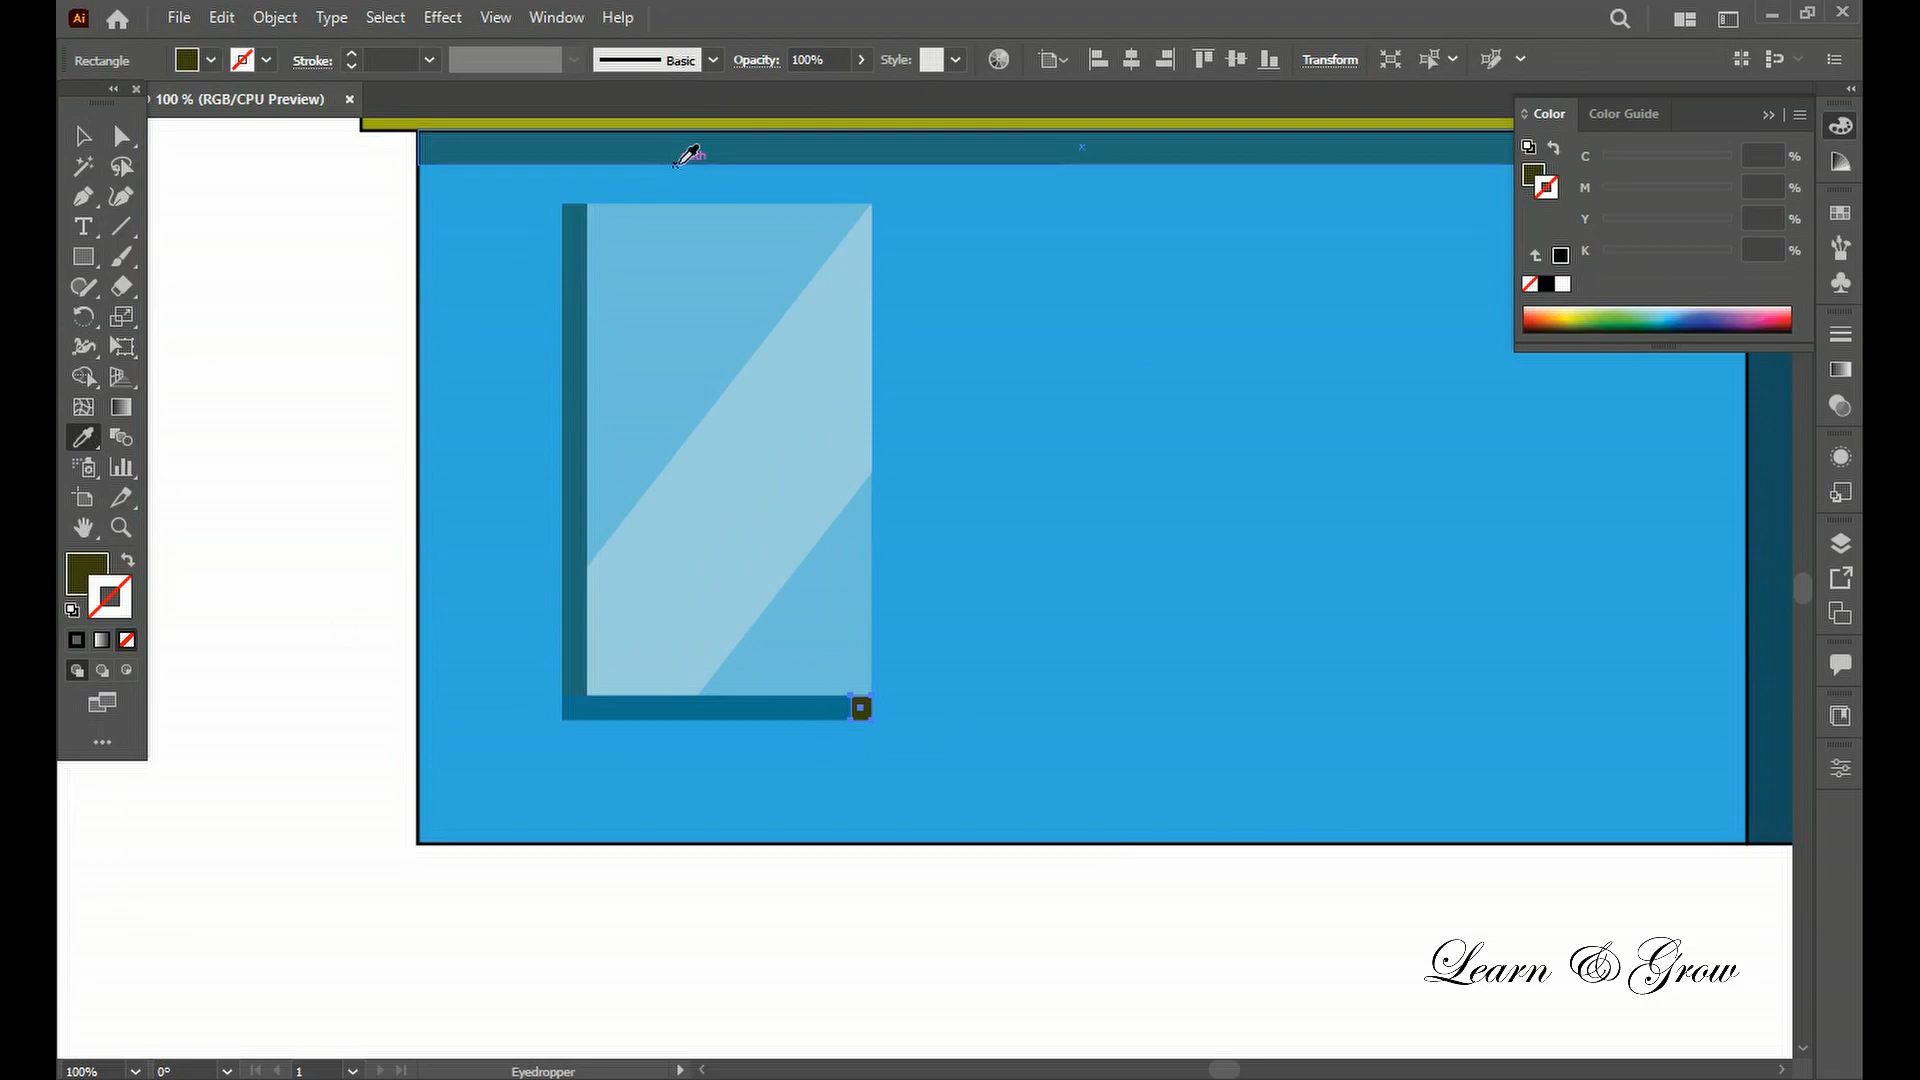 Ai File Edit Object Type Select Effect View Window Help
Rectangle Stroke: Basic Opacity: 100% Style: Transform
100 % (RGB/CPU Preview)
Color Color Guide
C %
M %
Y %
K %
T
Learn & Grow
100% 0° 1 Eyedropper